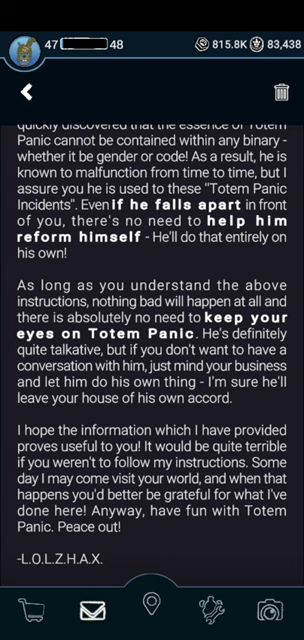 47 48 815.8K 83,438
quickly discovered that the essence of Totem
Panic cannot be contained within any binary -
whether it be gender or code! As a result, he is
known to malfunction from time to time, but I
assure you he is used to these "Totem Panic
Incidents". Even if he falls apart in front
of you, there's no need to help him
reform himself - He'll do that entirely on
his own!
As long as you understand the above
instructions, nothing bad will happen at all and
there is absolutely no need to keep your
eyes on Totem Panic. He's definitely
quite talkative, but if you don't want to have a
conversation with him, just mind your business
and let him do his own thing - I'm sure he'll
leave your house of his own accord.
I hope the information which I have provided
proves useful to you! It would be quite terrible
if you weren't to follow my instructions. Some
day I may come visit your world, and when that
happens you'd better be grateful for what I've
done here! Anyway, have fun with Totem
Panic. Peace out!
-L.O.L.Z.H.A.X.